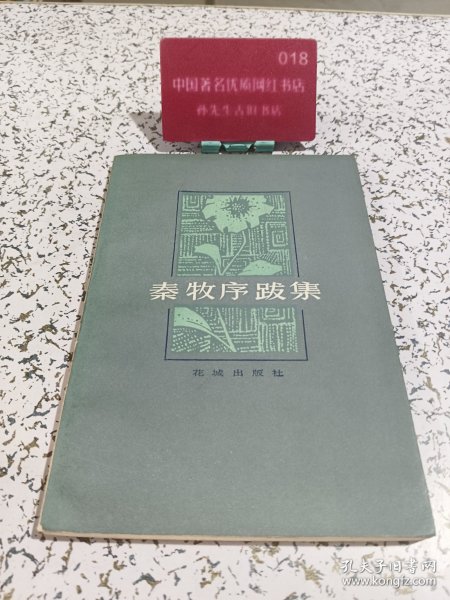 018
中国著名优质网红书店
孙先生古旧书店
秦牧序跋集
花城出版社
孔夫子旧书网
www.kongfz.com